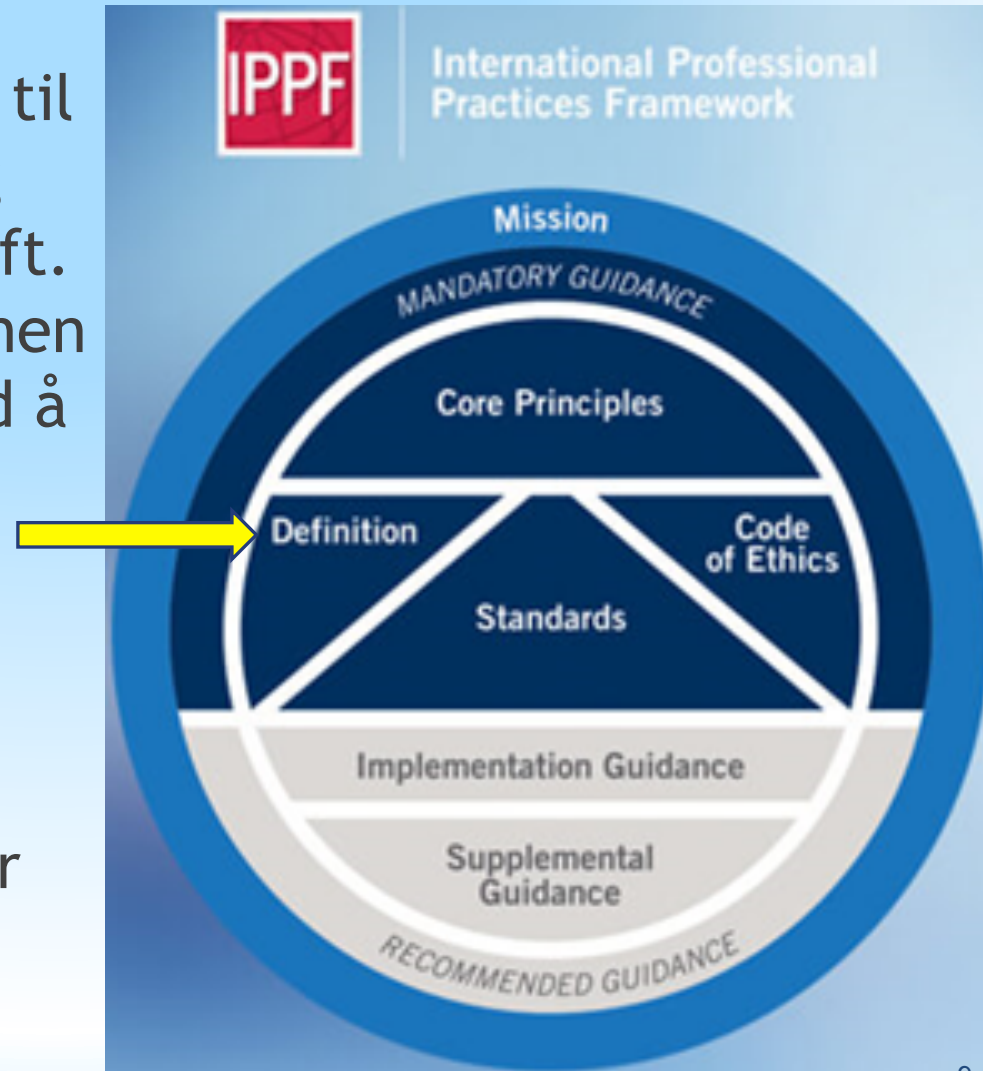 til
ft.
nen
d å
r
IPPF
International Professional
Practices Framework
Mission
MANDATORY GUIDANCE
Core Principles
Definition
Code
of Ethics
Standards
Implementation Guidance
Supplemental
Guidance
RECOMMENDED GUIDANCE